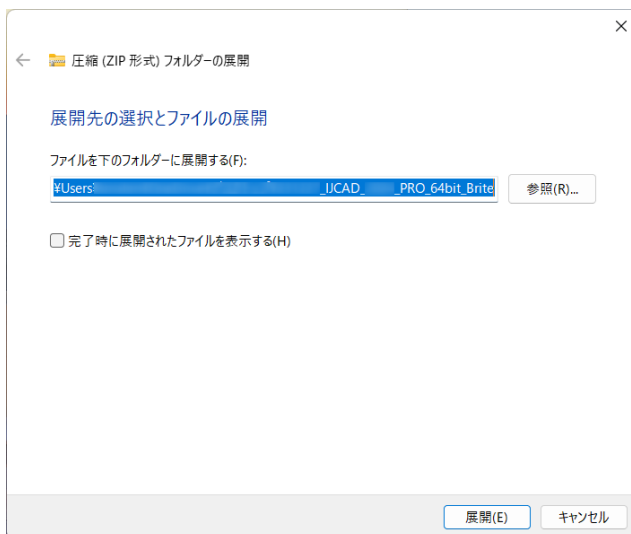 圧縮 (ZIP 形式) フォルダーの展開
展開先の選択とファイルの展開
ファイルを下のフォルダーに展開する(F):
¥Users _IJCAD_ _PRO_64bit_Brite 参照(R)...
完了時に展開されたファイルを表示する(H)
展開(E) キャンセル